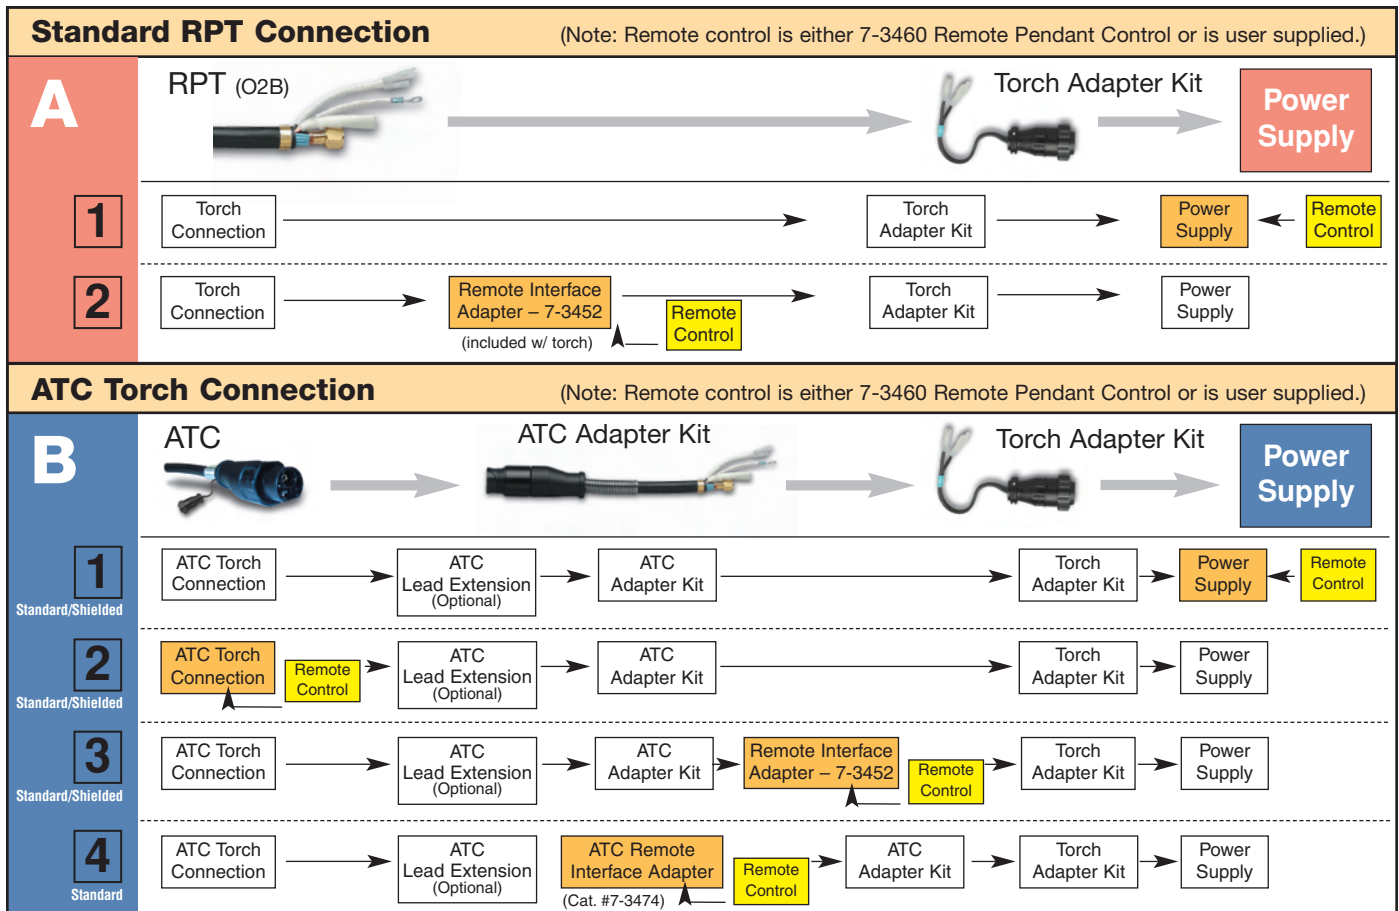 Standard RPT Connection (Note: Remote control is either 7-3460 Remote Pendant Control or is user supplied.)
A
RPT (O2B)
Torch Adapter Kit
Power
Supply
1
Torch
Connection
Torch
Adapter Kit
Power
Supply
Remote
Control
2
Torch
Connection
Remote Interface
Adapter – 7-3452
(included w/ torch)
Remote
Control
Torch
Adapter Kit
Power
Supply
ATC Torch Connection (Note: Remote control is either 7-3460 Remote Pendant Control or is user supplied.)
B
ATC
ATC Adapter Kit
Torch Adapter Kit
Power
Supply
1
Standard/Shielded
ATC Torch
Connection
ATC
Lead Extension
(Optional)
ATC
Adapter Kit
Torch
Adapter Kit
Power
Supply
Remote
Control
2
Standard/Shielded
ATC Torch
Connection
Remote
Control
ATC
Lead Extension
(Optional)
ATC
Adapter Kit
Torch
Adapter Kit
Power
Supply
3
Standard/Shielded
ATC Torch
Connection
ATC
Lead Extension
(Optional)
ATC
Adapter Kit
Remote Interface
Adapter – 7-3452
Remote
Control
Torch
Adapter Kit
Power
Supply
4
Standard
ATC Torch
Connection
ATC
Lead Extension
(Optional)
ATC Remote
Interface Adapter
(Cat. #7-3474)
Remote
Control
ATC
Adapter Kit
Torch
Adapter Kit
Power
Supply